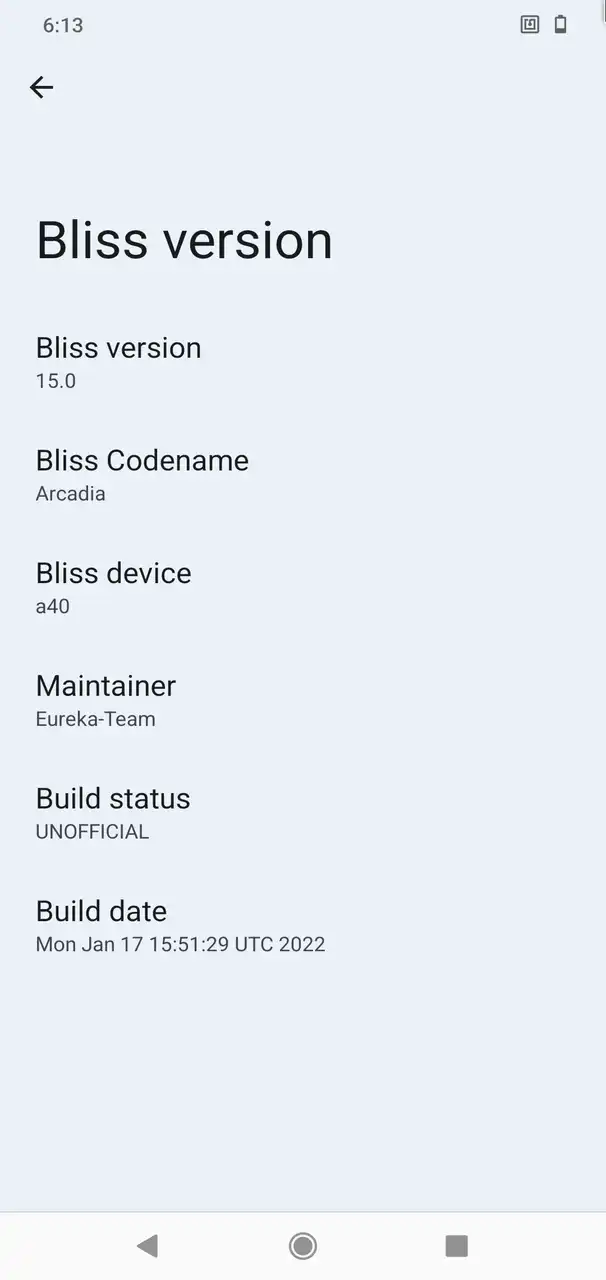 6:13
Bliss version
Bliss version
15.0
Bliss Codename
Arcadia
Bliss device
a40
Maintainer
Eureka-Team
Build status
UNOFFICIAL
Build date
Mon Jan 17 15:51:29 UTC 2022